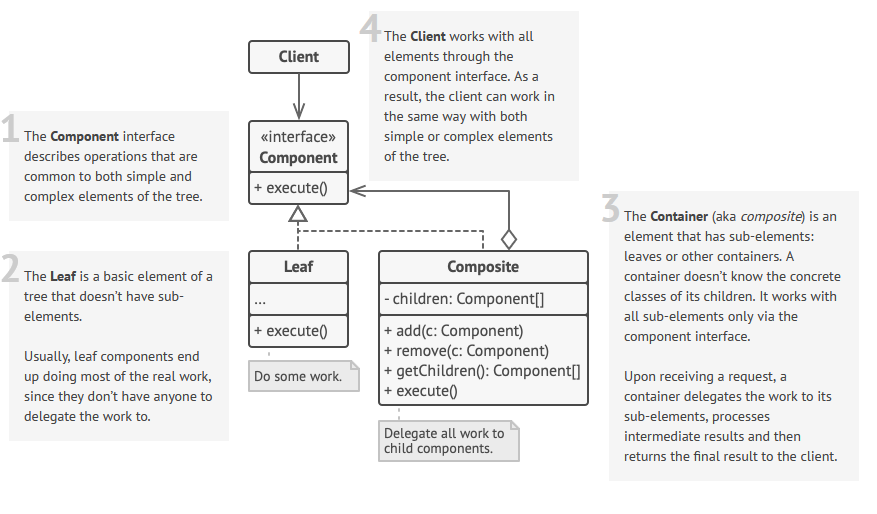 1
The Component interface
describes operations that are
common to both simple and
complex elements of the tree.
2
The Leaf is a basic element of a
tree that doesn't have sub-
elements.
Usually, leaf components end
up doing most of the real work,
since they don't have anyone to
delegate the work to.
Client
«interface»
Component
+ execute()
Leaf
...
+ execute()
Do some work.
Composite
- children: Component[]
+ add(c: Component)
+ remove(c: Component)
+ getChildren(): Component[]
+ execute()
Delegate all work to
child components.
4
The Client works with all
elements through the
component interface. As a
result, the client can work in
the same way with both
simple or complex elements
of the tree.
3
The Container (aka composite) is an
element that has sub-elements:
leaves or other containers. A
container doesn't know the concrete
classes of its children. It works with
all sub-elements only via the
component interface.
Upon receiving a request, a
container delegates the work to its
sub-elements, processes
intermediate results and then
returns the final result to the client.